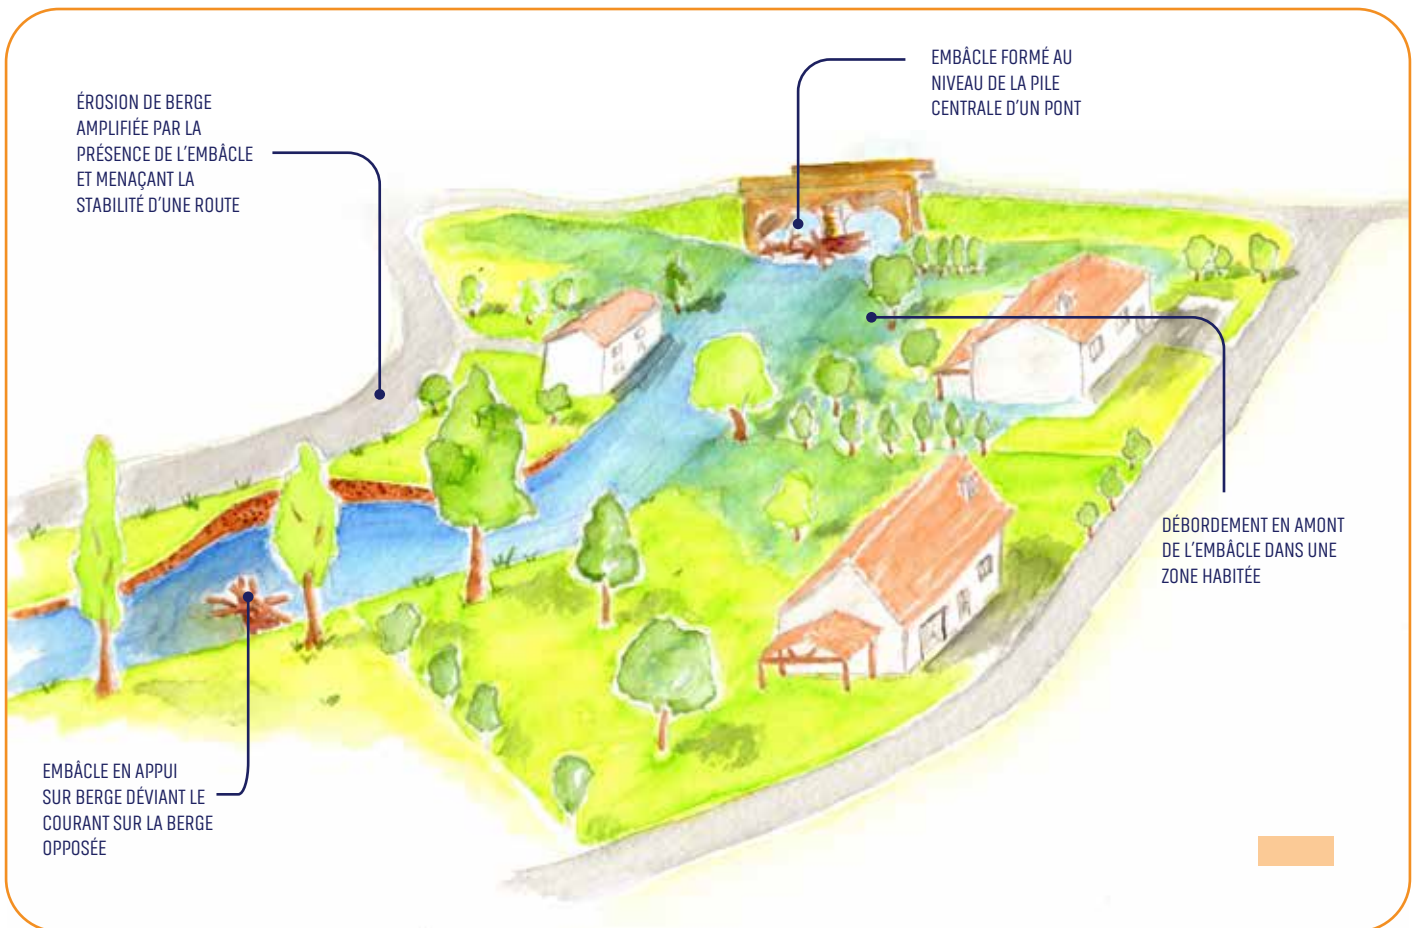 ÉROSION DE BERGE
AMPLIFIÉE PAR LA
PRÉSENCE DE L'EMBÂCLE
ET MENAÇANT LA
STABILITÉ D'UNE ROUTE
EMBÂCLE FORMÉ AU
NIVEAU DE LA PILE
CENTRALE D'UN PONT
DÉBORDEMENT EN AMONT
DE L'EMBÂCLE DANS UNE
ZONE HABITÉE
EMBÂCLE EN APPUI
SUR BERGE DÉVIANT LE
COURANT SUR LA BERGE
OPPOSÉE